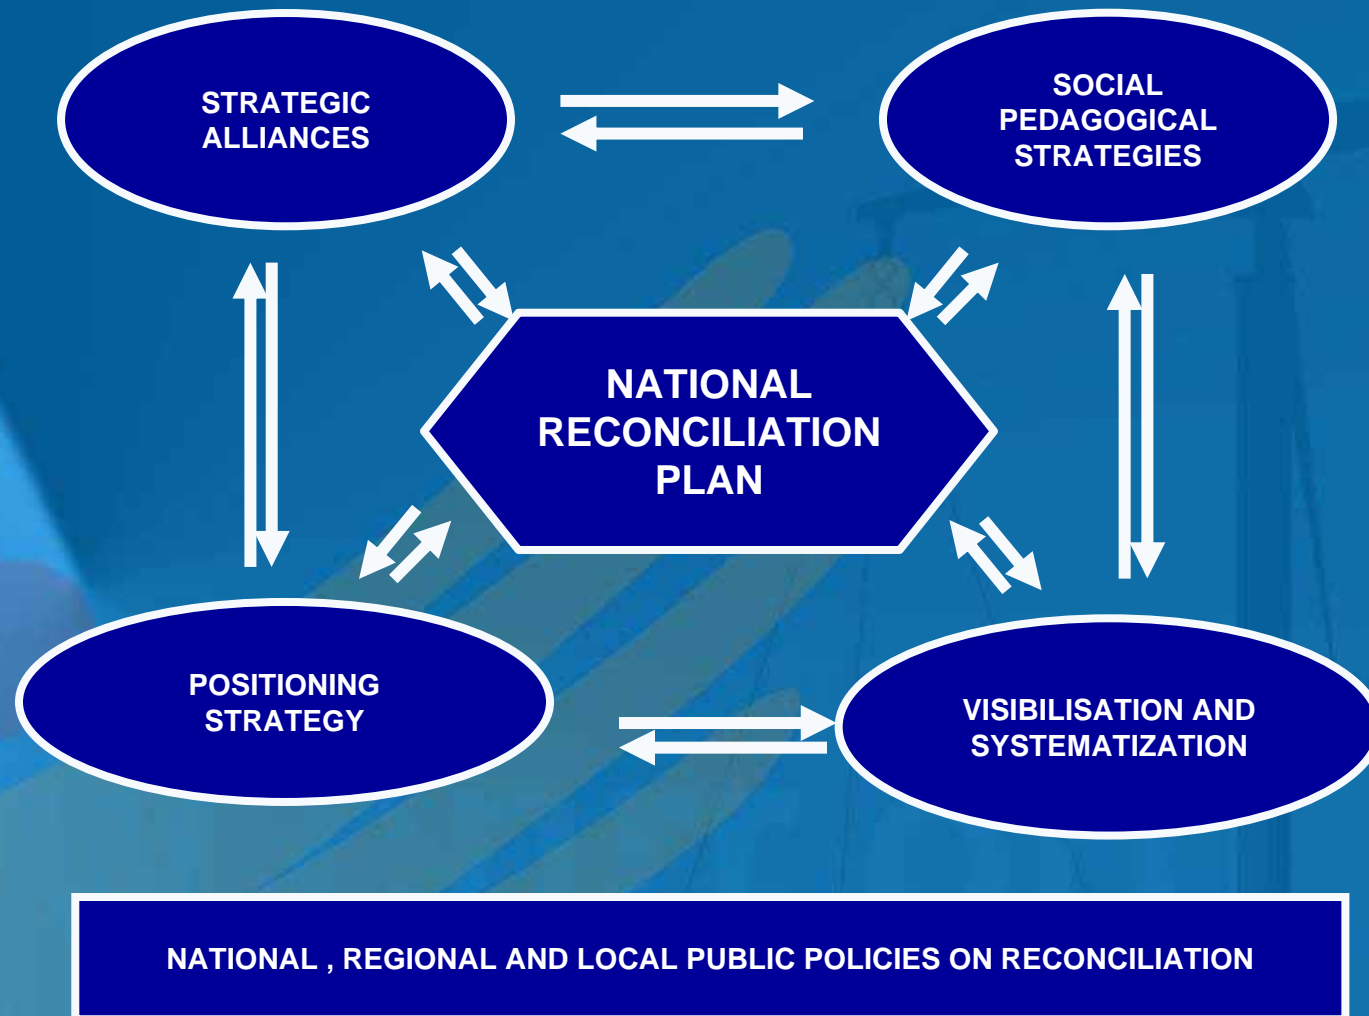 STRATEGIC
ALLIANCES
SOCIAL
PEDAGOGICAL
STRATEGIES
NATIONAL
RECONCILIATION
PLAN
POSITIONING
STRATEGY
VISIBILISATION AND
SYSTEMATIZATION
NATIONAL , REGIONAL AND LOCAL PUBLIC POLICIES ON RECONCILIATION